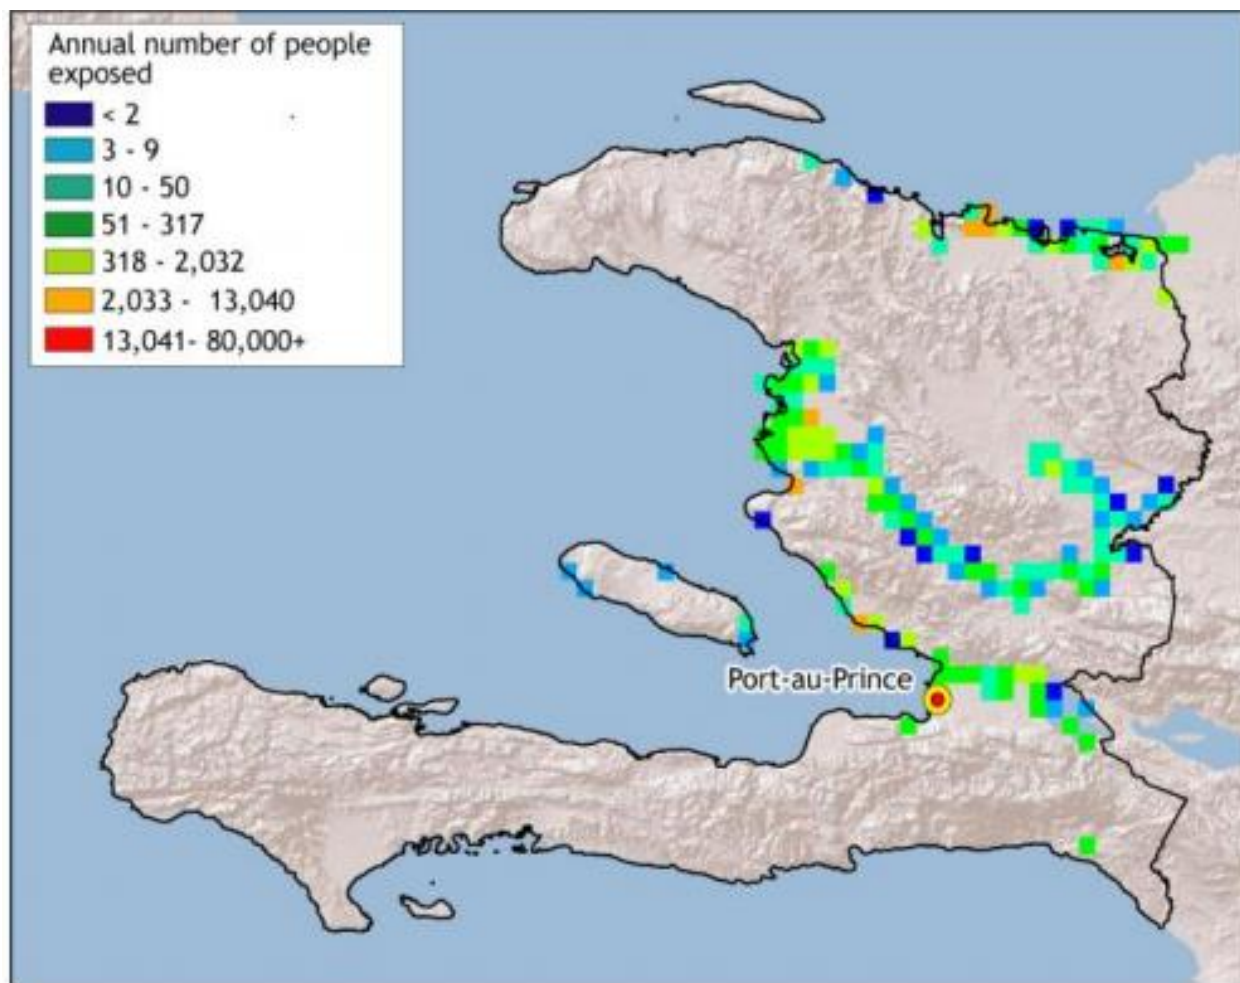 Annual number of people
exposed
< 2
3 - 9
10 - 50
51 - 317
318 - 2,032
2,033 - 13,040
13,041- 80,000+
Port-au-Prince